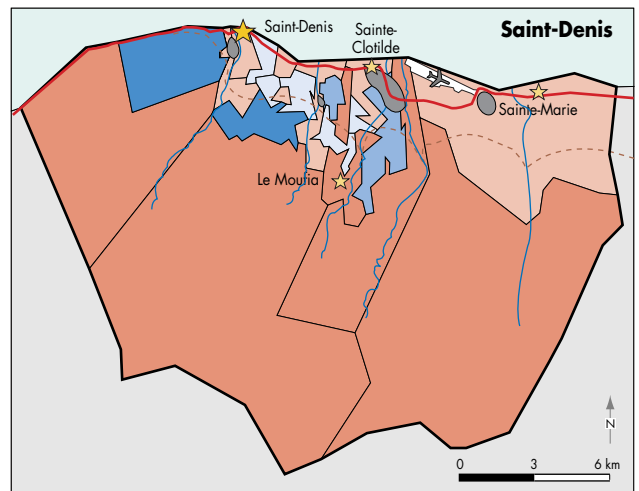 Saint-Denis
Saint-Denis
Sainte-
Clotilde
Sainte-Marie
Le Moufia
N
0 3 6 km